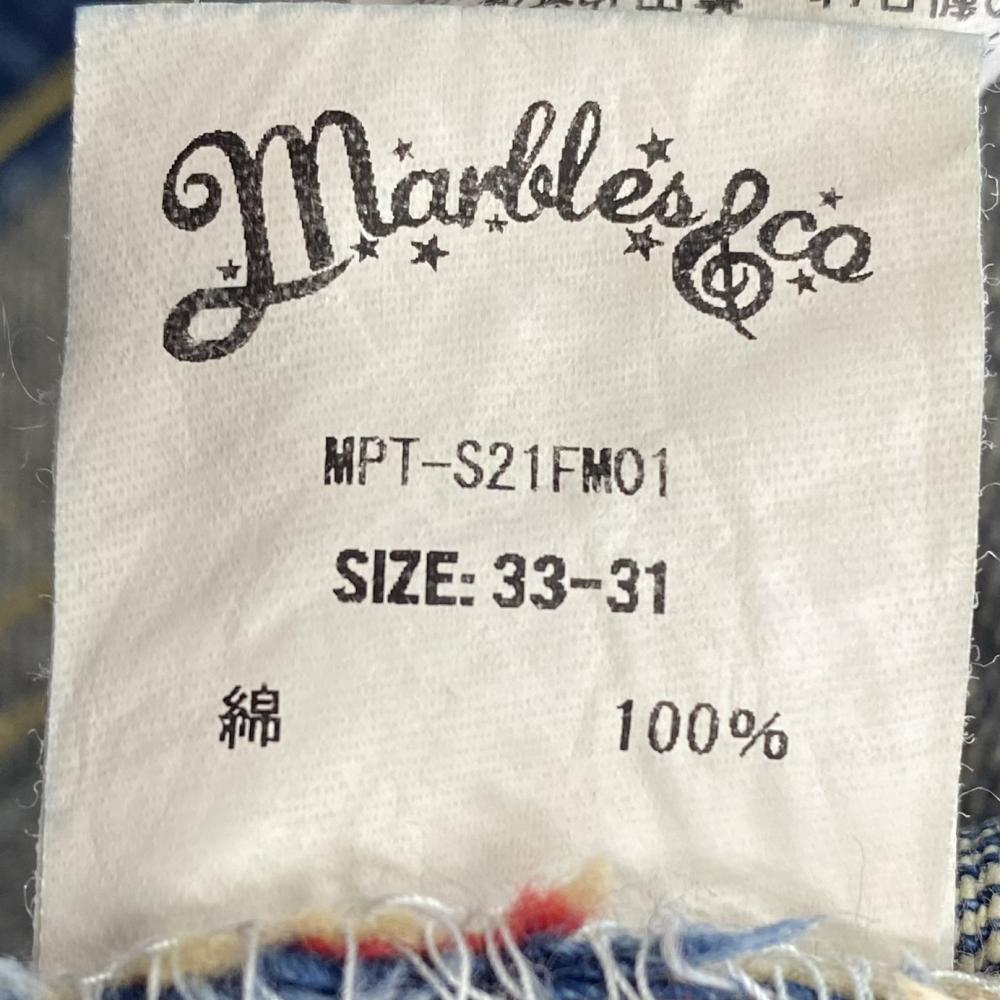 Marbles&co
MPT-S21FM01
SIZE: 33-31
綿 100%